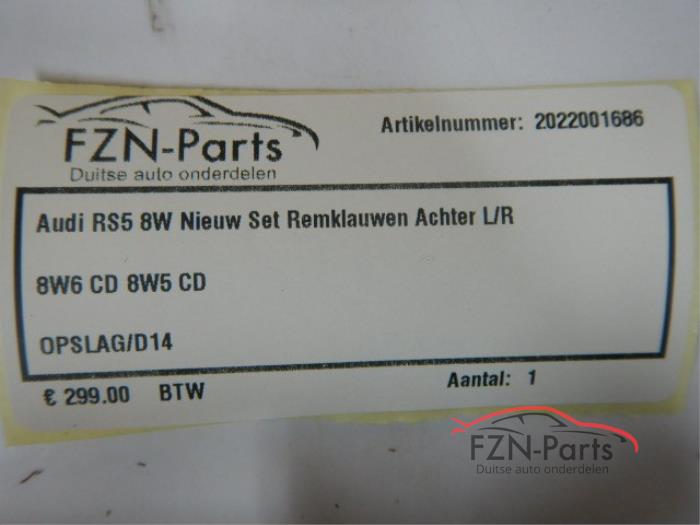 FZN-Parts
Duitse auto onderdelen
Artikelnummer: 2022001686
Audi RS5 8W Nieuw Set Remklauwen Achter L/R
8W6 CD 8W5 CD
OPSLAG/D14
€ 299.00 BTW
Aantal: 1
FZN-Parts
Duitse auto onderdelen